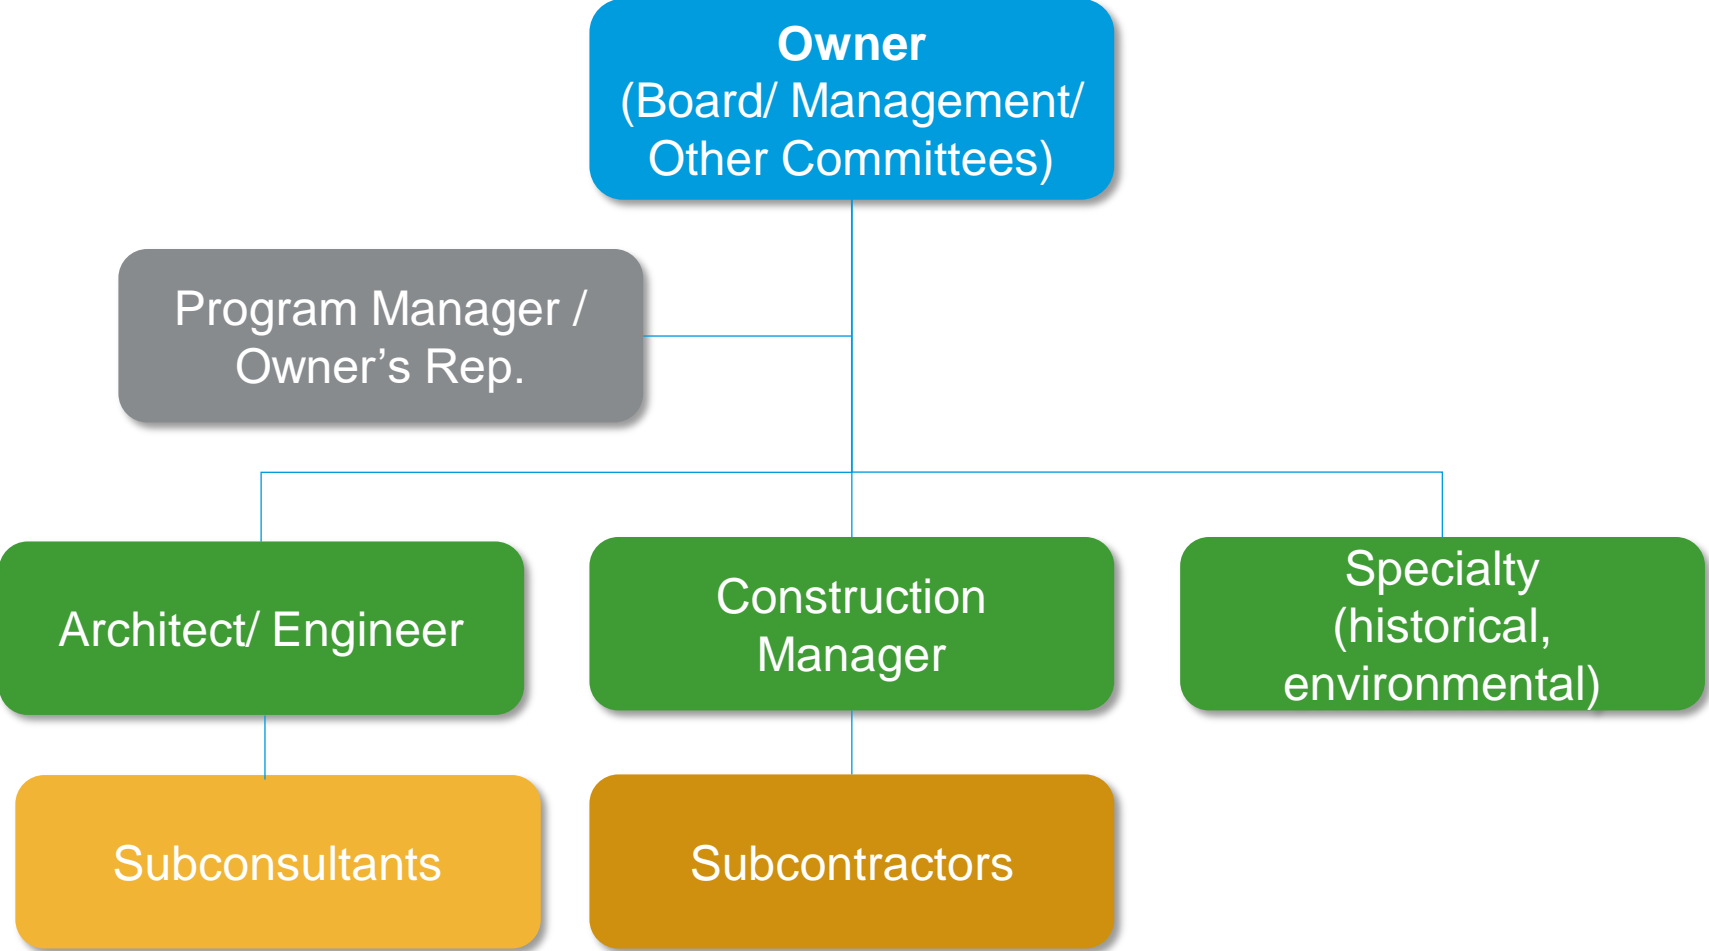 Owner
(Board/ Management/
Other Committees)
Program Manager /
Owner’s Rep.
Architect/ Engineer
Construction
Manager
Specialty
(historical,
environmental)
Subconsultants
Subcontractors